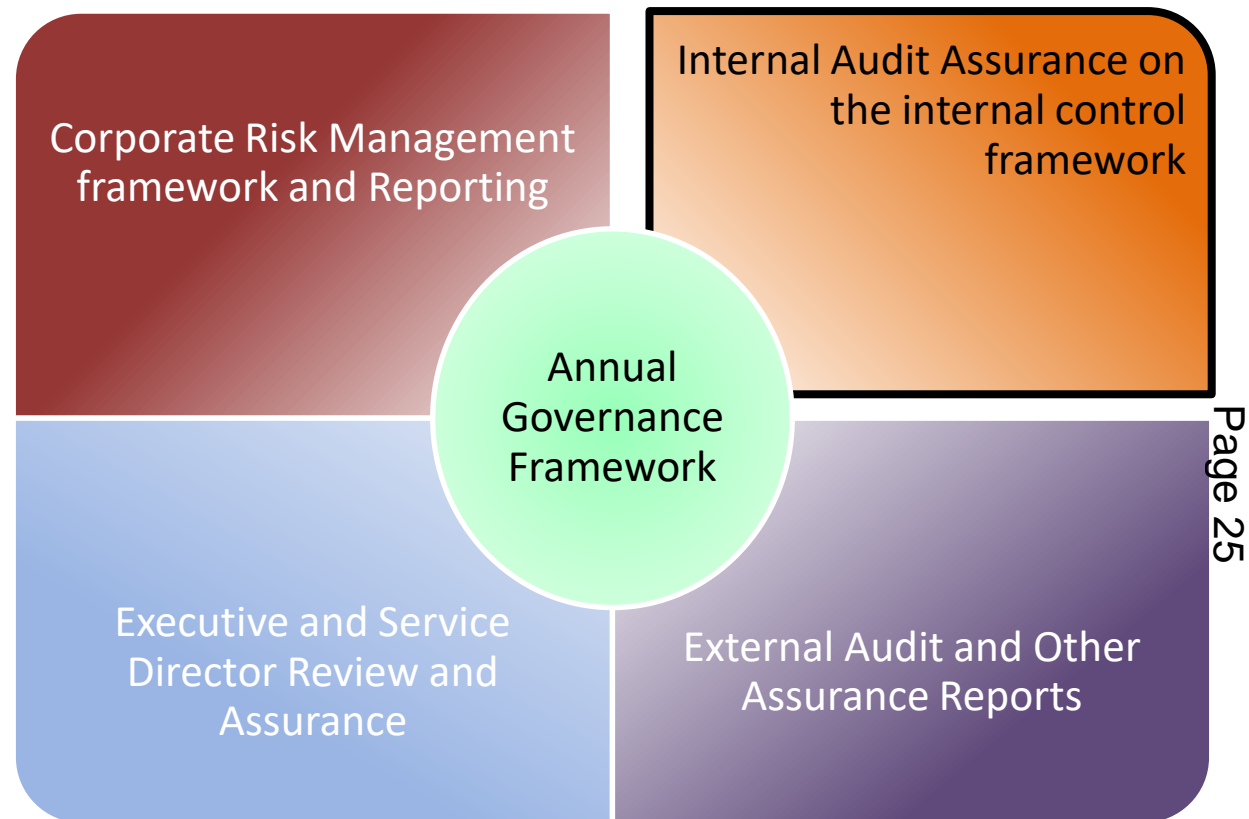 Corporate Risk Management
framework and Reporting
Internal Audit Assurance on
the internal control
framework
Annual
Governance
Framework
Executive and Service
Director Review and
Assurance
External Audit and Other
Assurance Reports
Page 25